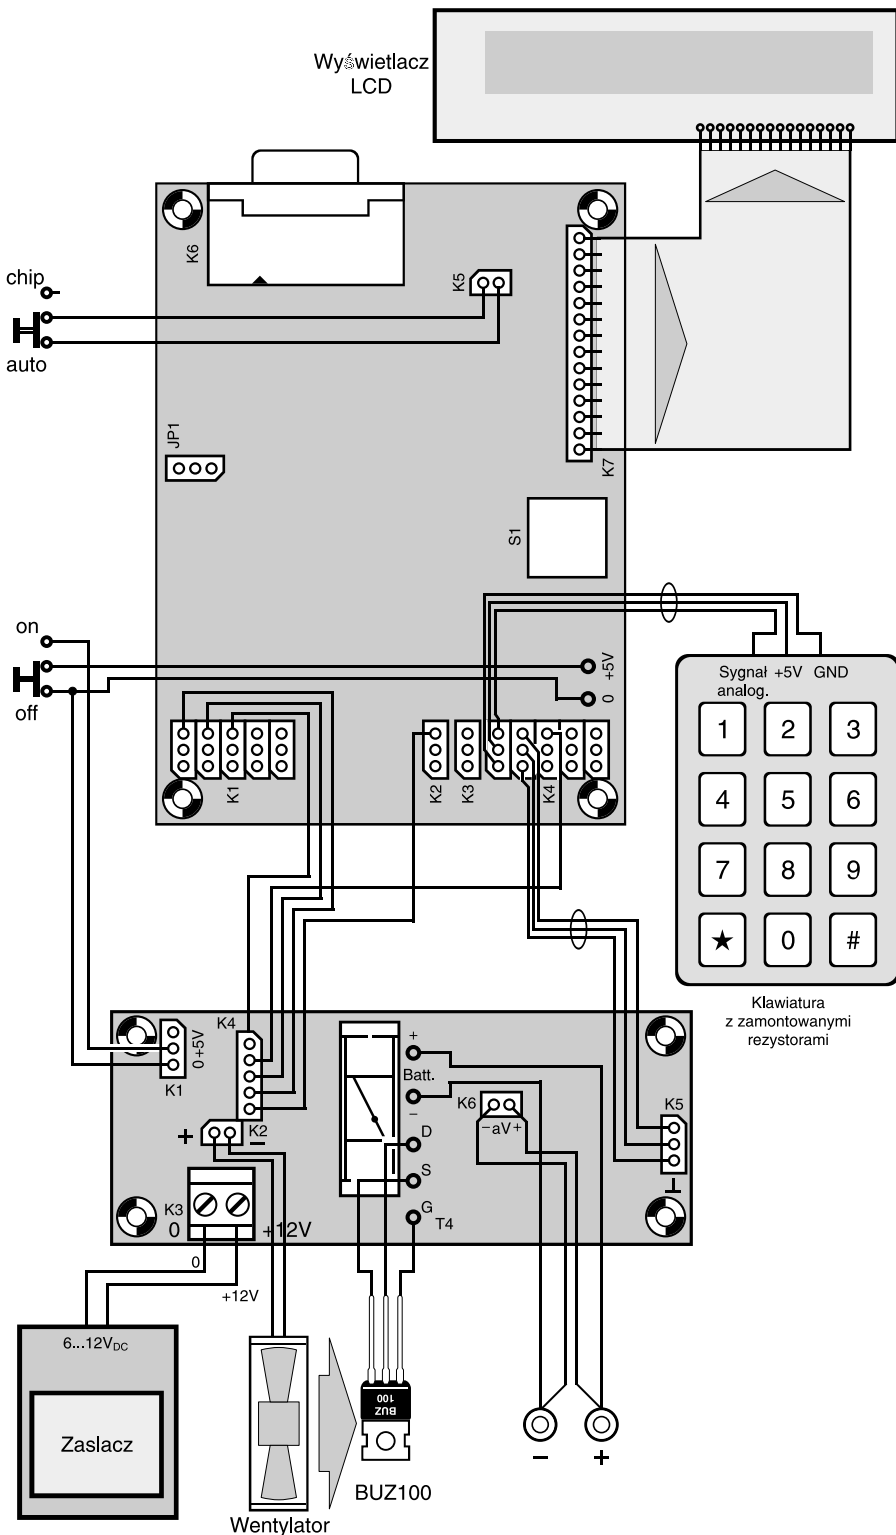 Wyświetlacz
LCD
K6
chip
K5
auto
JP1
K7
S1
on
+5V
0
off
Sygnał +5V GND
analog.
1 2 3
4 5 6
7 8 9
★ 0 #
K1
K2
K3
K4
Klawiatura
z zamontowanymi
rezystorami
K4
+
0+5V
Batt.
K1
K6
K5
−
−aV+
+ −
K2
D
S
⊥
K3
G
T4
0
+12V
0
+12V
6...12VDC
Zaslacz
BUZ
100
− +
BUZ100
Wentylator